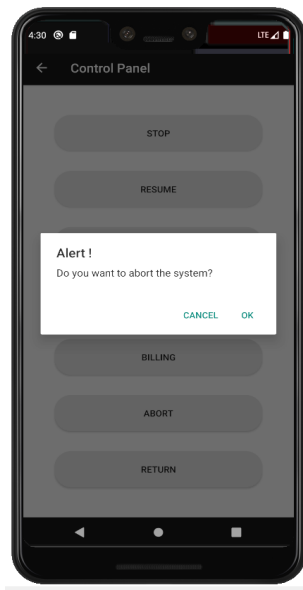 4:30
LTE
Control Panel
STOP
RESUME
Alert !
Do you want to abort the system?
CANCEL OK
BILLING
ABORT
RETURN